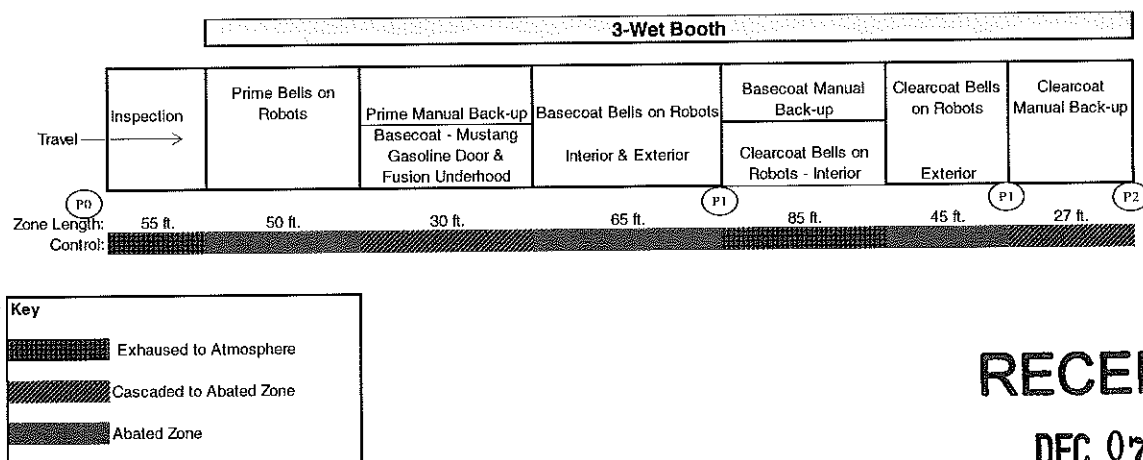 3-Wet Booth
Travel
Inspection
Prime Bells on
Robots
Prime Manual Back-up
Basecoat - Mustang
Gasoline Door &
Fusion Underhood
Basecoat Bells on Robots
Interior & Exterior
Basecoat Manual
Back-up
Clearcoat Bells on
Robots - Interior
Clearcoat Bells
on Robots
Exterior
Clearcoat
Manual Back-up
P0
P1
P1
P2
Zone Length: 55 ft. 50 ft. 30 ft. 65 ft. 85 ft. 45 ft. 27 ft.
Control:
Key
Exhaused to Atmosphere
Cascaded to Abated Zone
Abated Zone
DEC 07